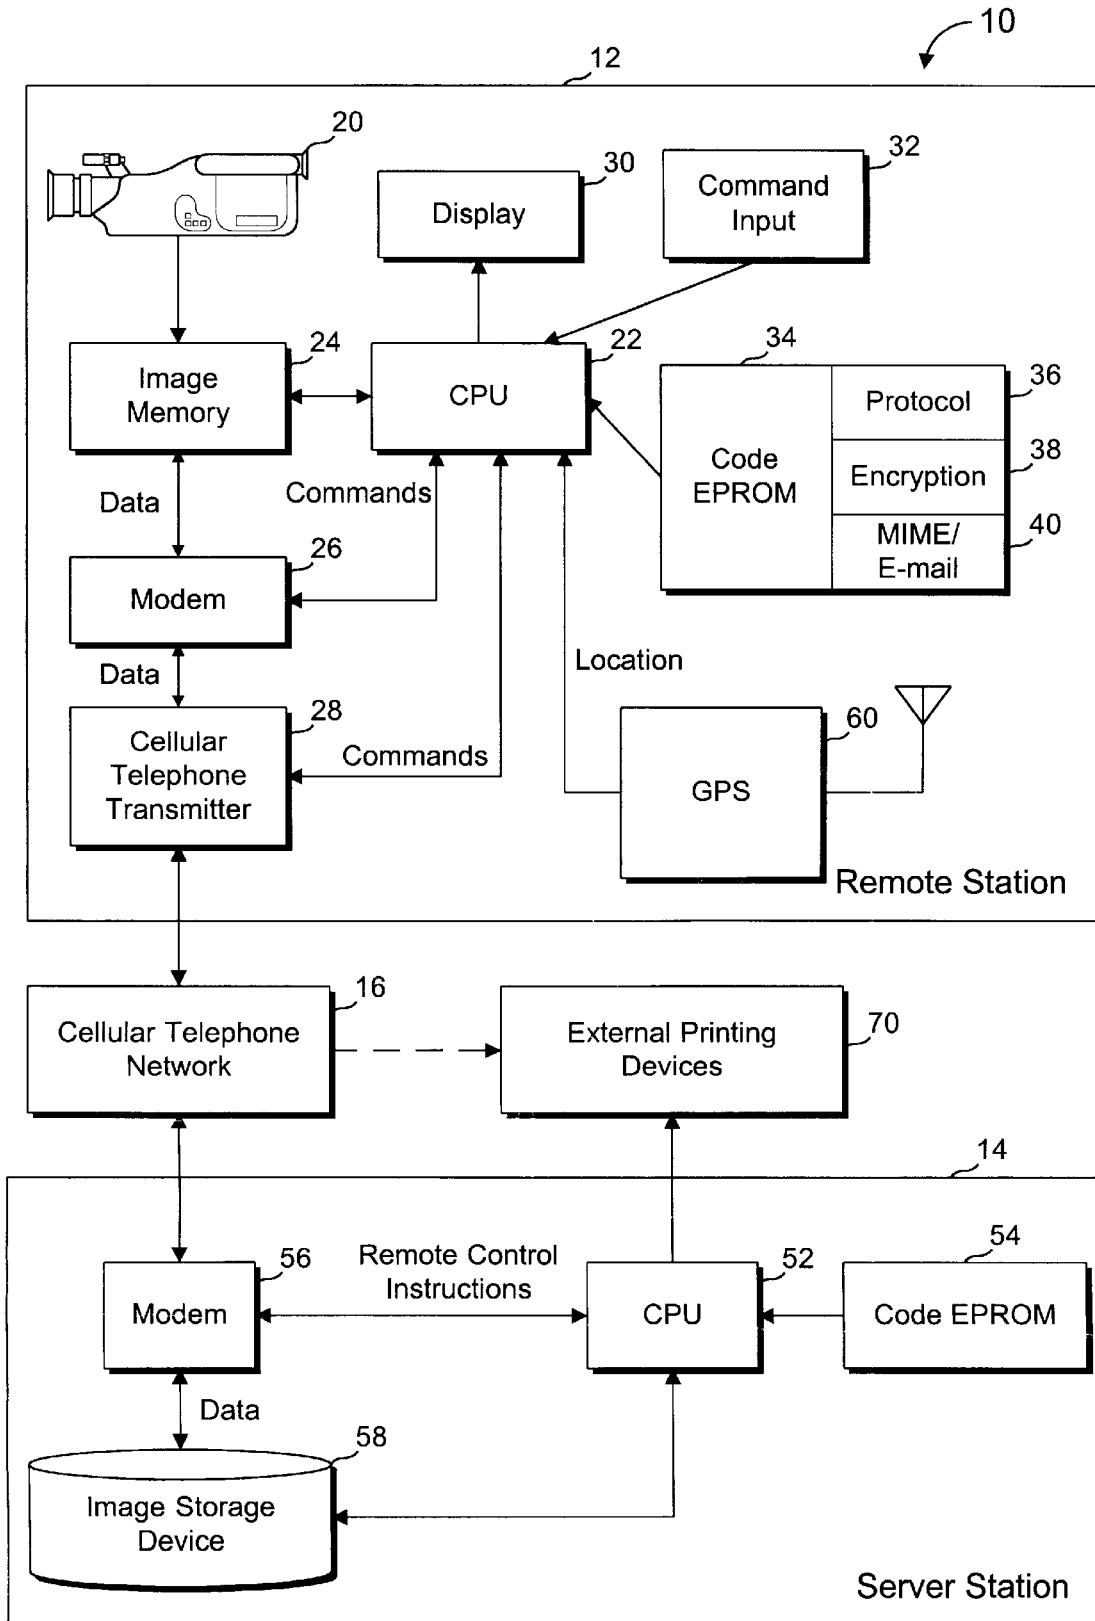 10
12
20
30
32
Display
Command
Input
24
22
34
36
Image
Memory
CPU
Protocol
Code
EPROM
38
Encryption
40
MIME/
E-mail
Data
Commands
26
Modem
Data
Location
28
Cellular
Telephone
Transmitter
Commands
60
GPS
Remote Station
16
Cellular Telephone
Network
70
External Printing
Devices
14
56
Modem
Remote Control
Instructions
52
CPU
54
Code EPROM
Data
58
Image Storage
Device
Server Station